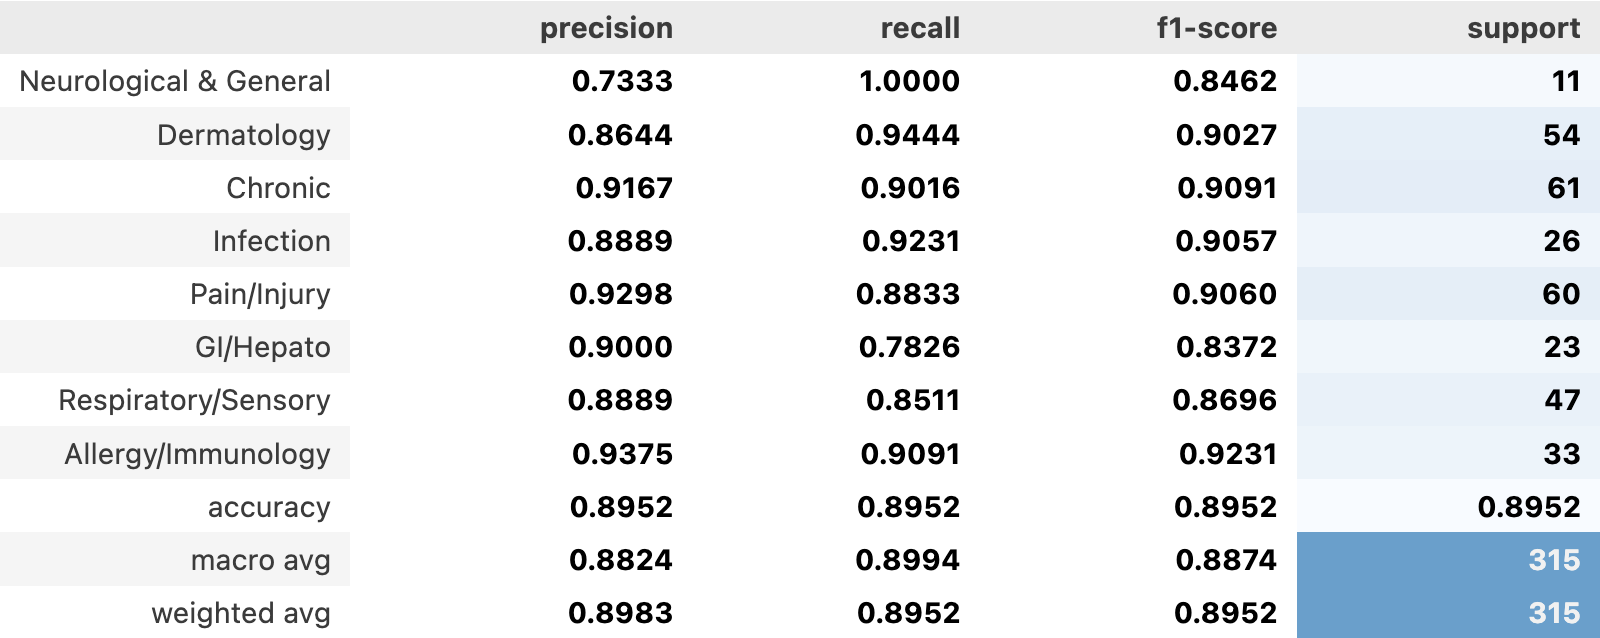 precision recall f1-score support
Neurological & General 0.7333 1.0000 0.8462 11
Dermatology 0.8644 0.9444 0.9027 54
Chronic 0.9167 0.9016 0.9091 61
Infection 0.8889 0.9231 0.9057 26
Pain/Injury 0.9298 0.8833 0.9060 60
GI/Hepato 0.9000 0.7826 0.8372 23
Respiratory/Sensory 0.8889 0.8511 0.8696 47
Allergy/Immunology 0.9375 0.9091 0.9231 33
accuracy 0.8952 0.8952 0.8952 0.8952
macro avg 0.8824 0.8994 0.8874 315
weighted avg 0.8983 0.8952 0.8952 315